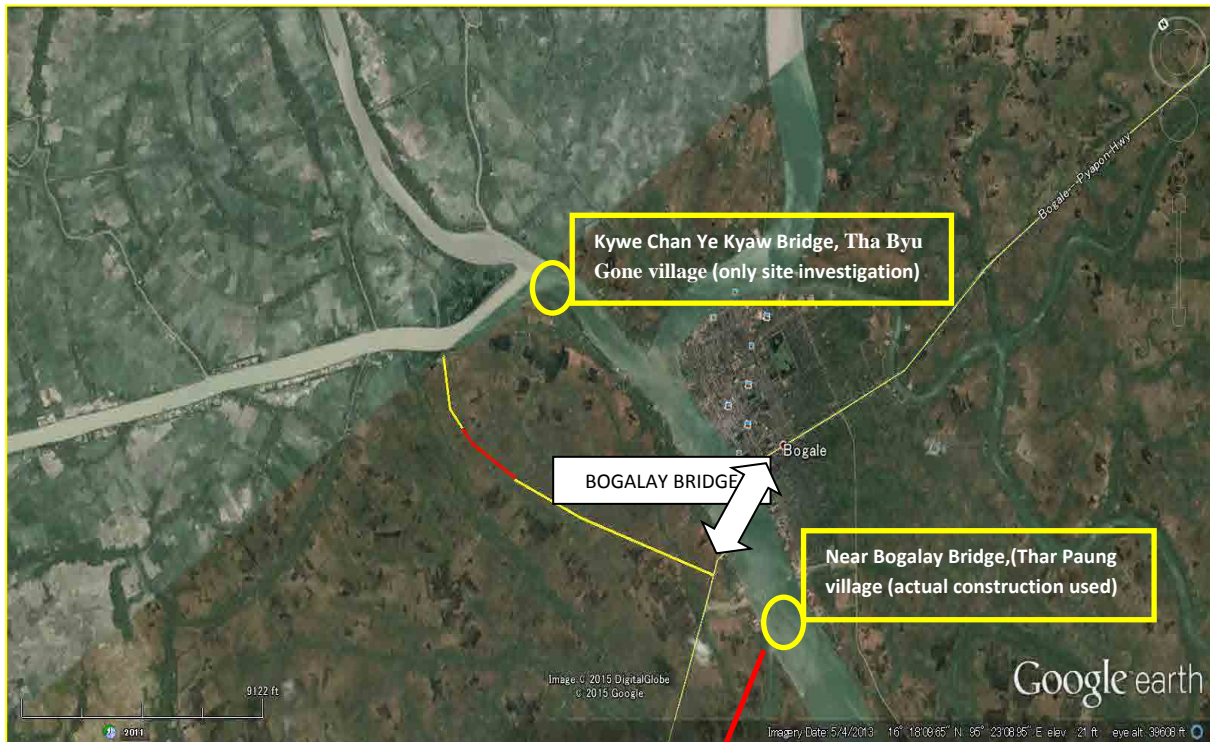 Bogale---Pyapon-Hwy
Kywe Chan Ye Kyaw Bridge, Tha Byu
Gone village (only site investigation)
Bogale
BOGALAY BRIDGE
Near Bogalay Bridge,(Thar Paung
village (actual construction used)
9122 ft
Image © 2015 DigitalGlobe
© 2015 Google
Google earth
2011
Imagery Date: 5/4/2013 16° 18'09.65" N 95° 23'08.95" E elev 21 ft eye alt 39608 ft
N